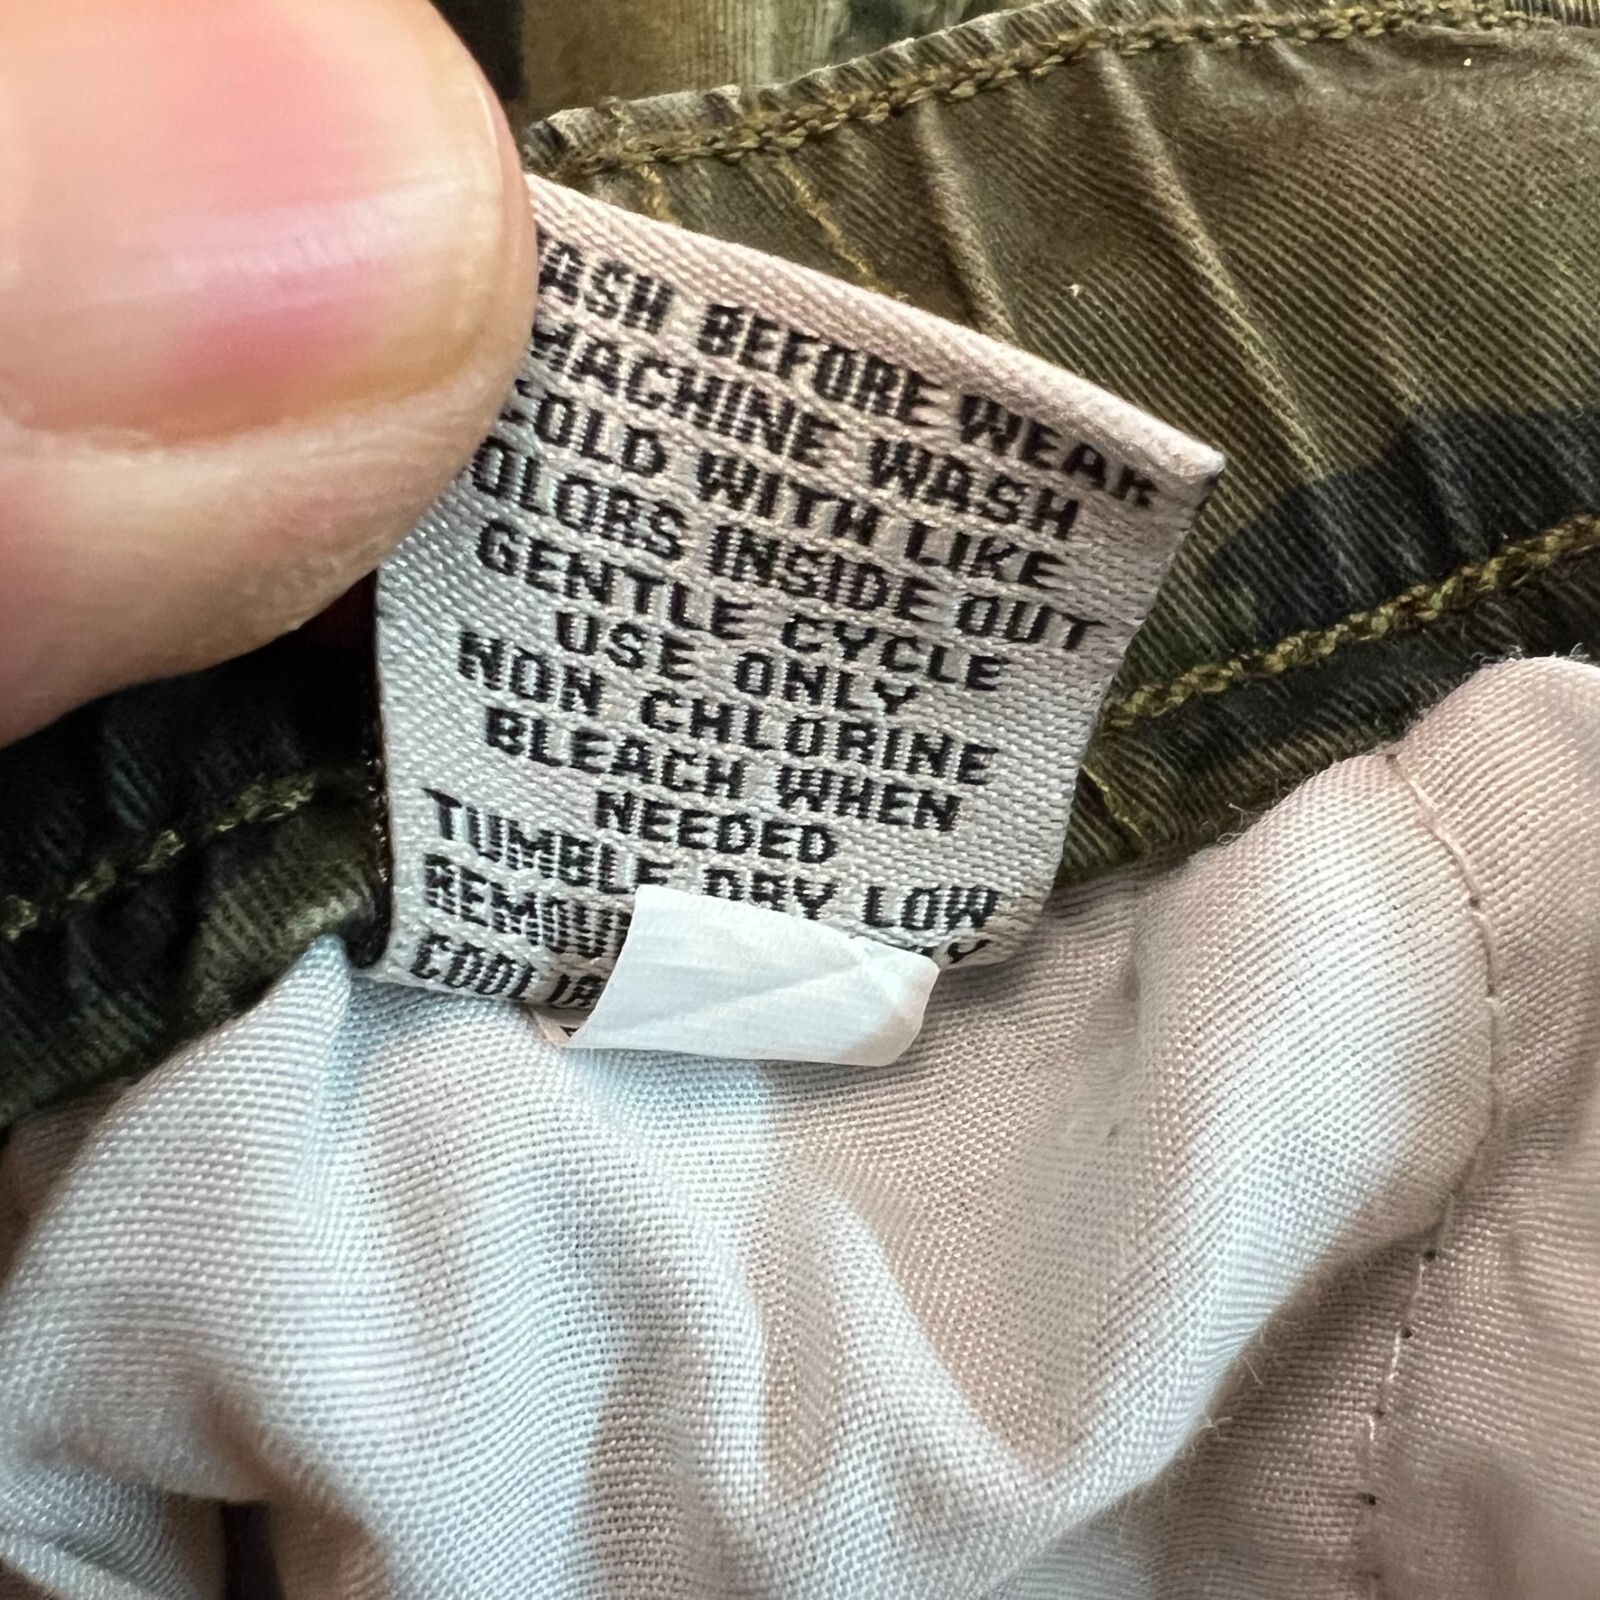 WASH BEFORE WEAR
MACHINE WASH
COLD WITH LIKE
COLORS INSIDE OUT
GENTLE CYCLE
USE ONLY
NON CHLORINE
BLEACH WHEN
NEEDED
TUMBLE DRY LOW